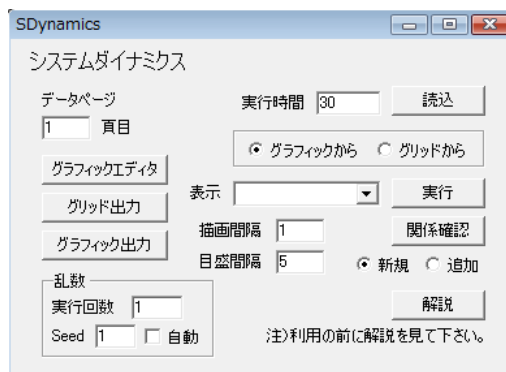 SDynamics
システムダイナミクス
データページ
実行時間 30 読込
1 頁目
グラフィックから グリッドから
グラフィックエディタ
表示 実行
グリッド出力
描画間隔 1 関係確認
グラフィック出力
目盛間隔 5 新規 追加
乱数
実行回数 1 解説
Seed 1 自動 注)利用の前に解説を見て下さい。